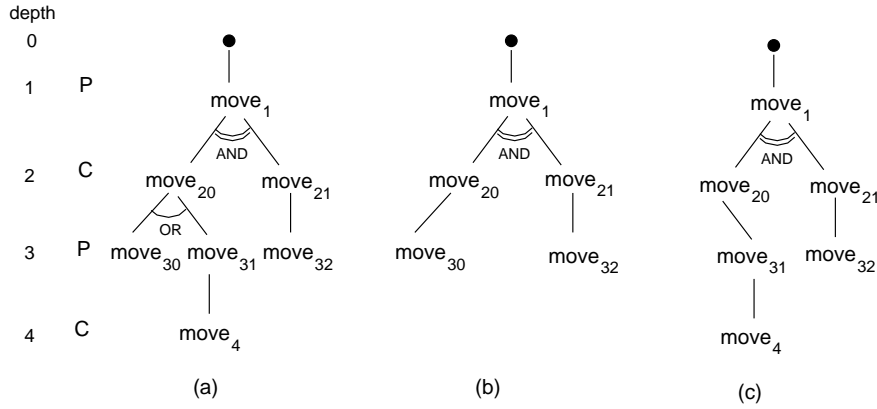 depth
0
1 P move₁ move₁ move₁
AND AND AND
2 C move₂₀ move₂₁ move₂₀ move₂₁ move₂₀ move₂₁
OR
3 P move₃₀ move₃₁ move₃₂ move₃₀ move₃₂ move₃₁ move₃₂
4 C move₄ move₄
(a) (b) (c)